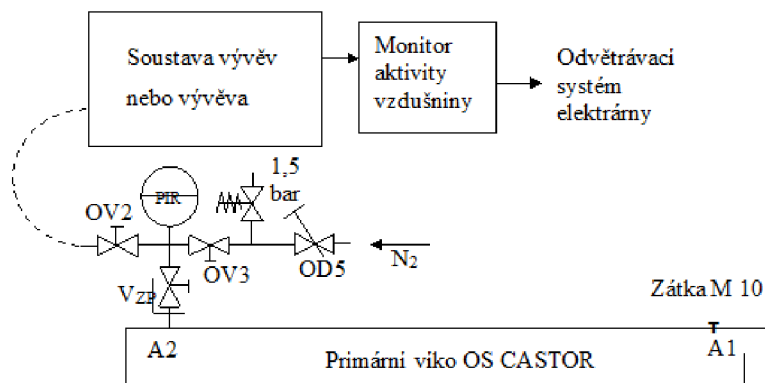 Soustava vývěv
nebo vývěva
Monitor
aktivity
vzdušniny
Odvětrávací
systém
elektrárny
1,5
bar
PIR
OV2
OV3
OD5
N2
VZP
Zátka M 10
A2
A1
Primární víko OS CASTOR